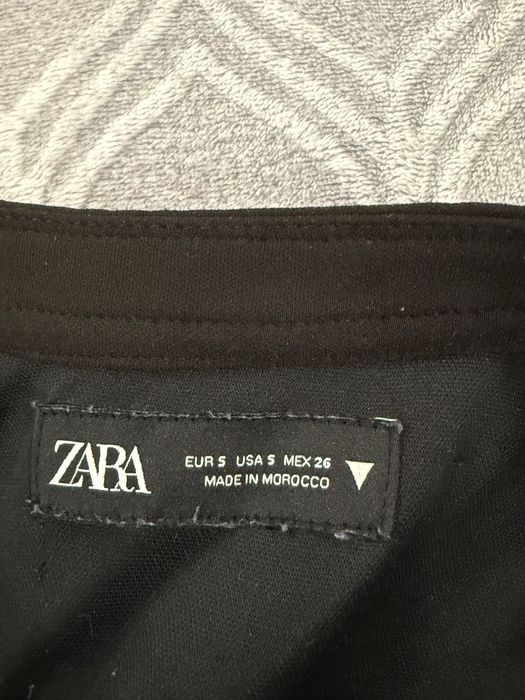 ZARA
EUR S USA S MEX 26
MADE IN MOROCCO